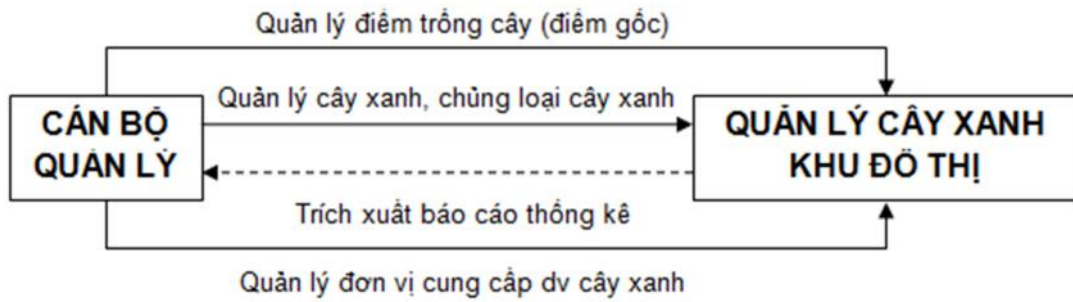 Quản lý điểm trồng cây (điểm gốc)
Quản lý cây xanh, chủng loại cây xanh
CÁN BỘ
QUẢN LÝ
QUẢN LÝ CÂY XANH
KHU ĐÔ THỊ
Trích xuất báo cáo thống kê
Quản lý đơn vị cung cấp dv cây xanh